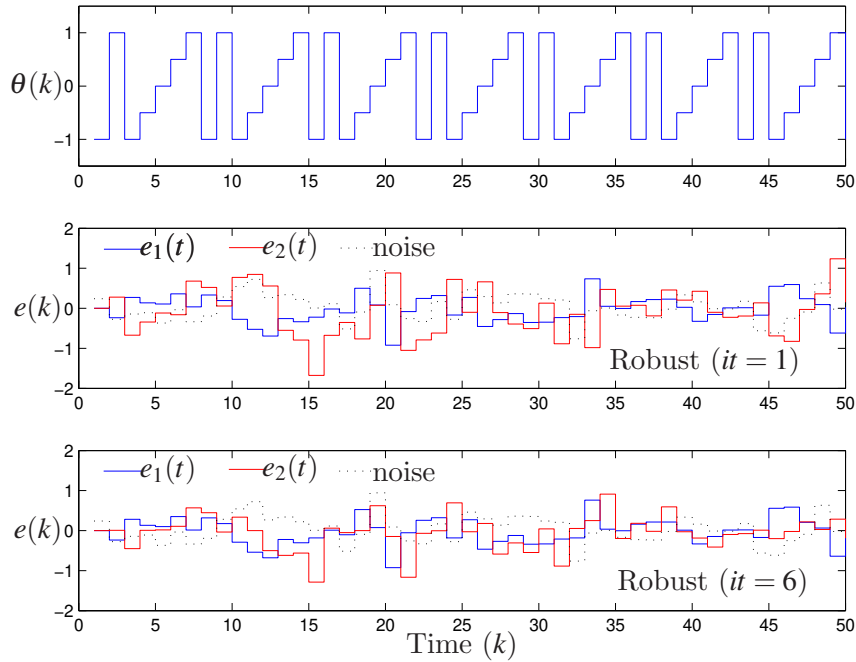 1
θ(k) 0
−1
0 5 10 15 20 25 30 35 40 45 50
2
e₁(t) e₂(t) noise
1
e(k) 0
−1
Robust (it = 1)
−2
0 5 10 15 20 25 30 35 40 45 50
2
e₁(t) e₂(t) noise
1
e(k) 0
−1
Robust (it = 6)
−2
0 5 10 15 20 25 30 35 40 45 50
Time (k)